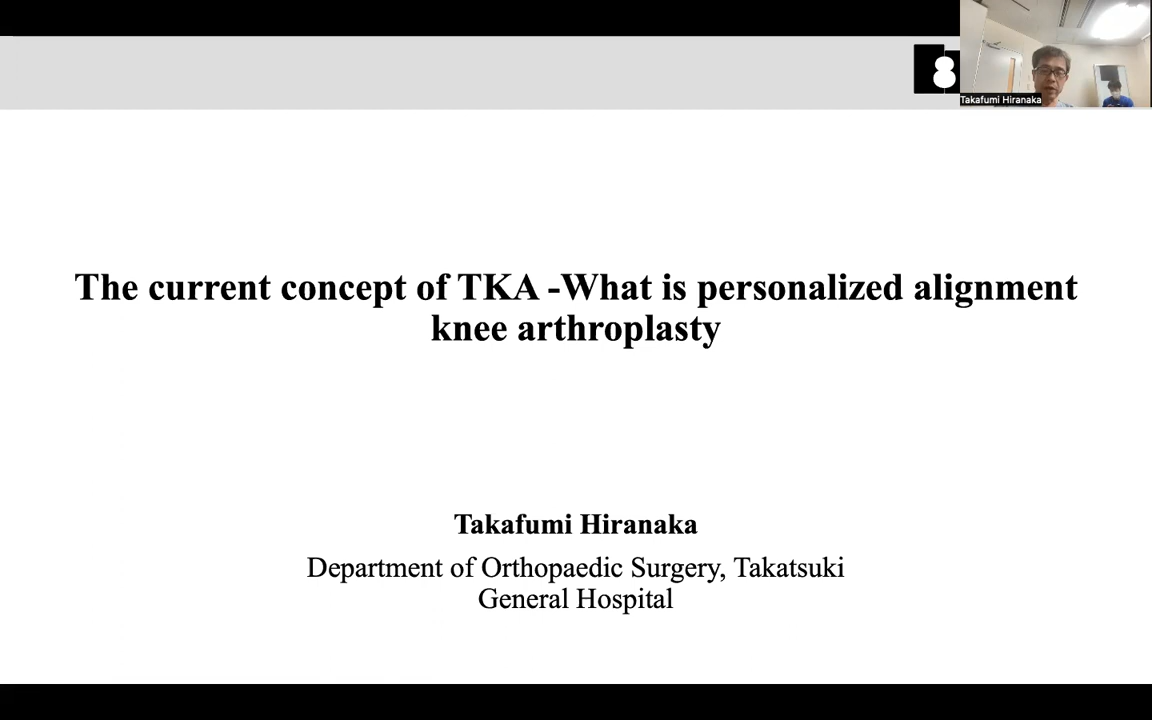 Takafumi Hiranaka
The current concept of TKA -What is personalized alignment
knee arthroplasty
Takafumi Hiranaka
Department of Orthopaedic Surgery, Takatsuki
General Hospital